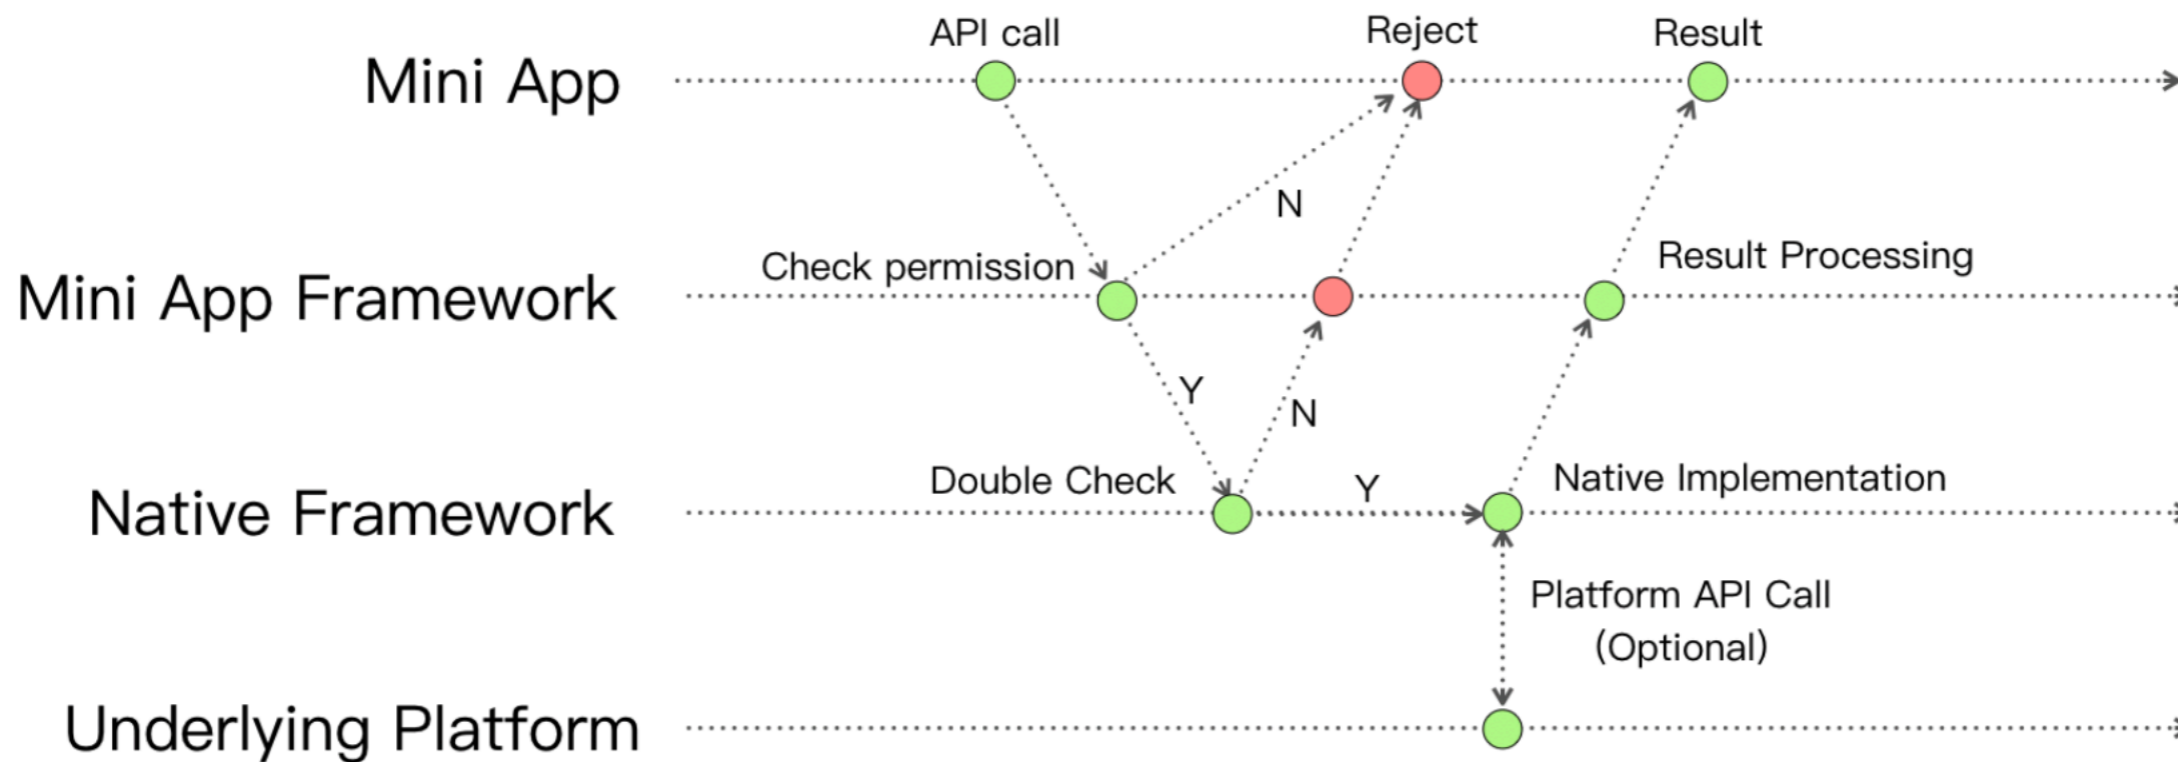 API call
Reject
Result
Mini App
N
Check permission
Result Processing
Mini App Framework
Y
N
Double Check
Y
Native Implementation
Native Framework
Platform API Call
(Optional)
Underlying Platform